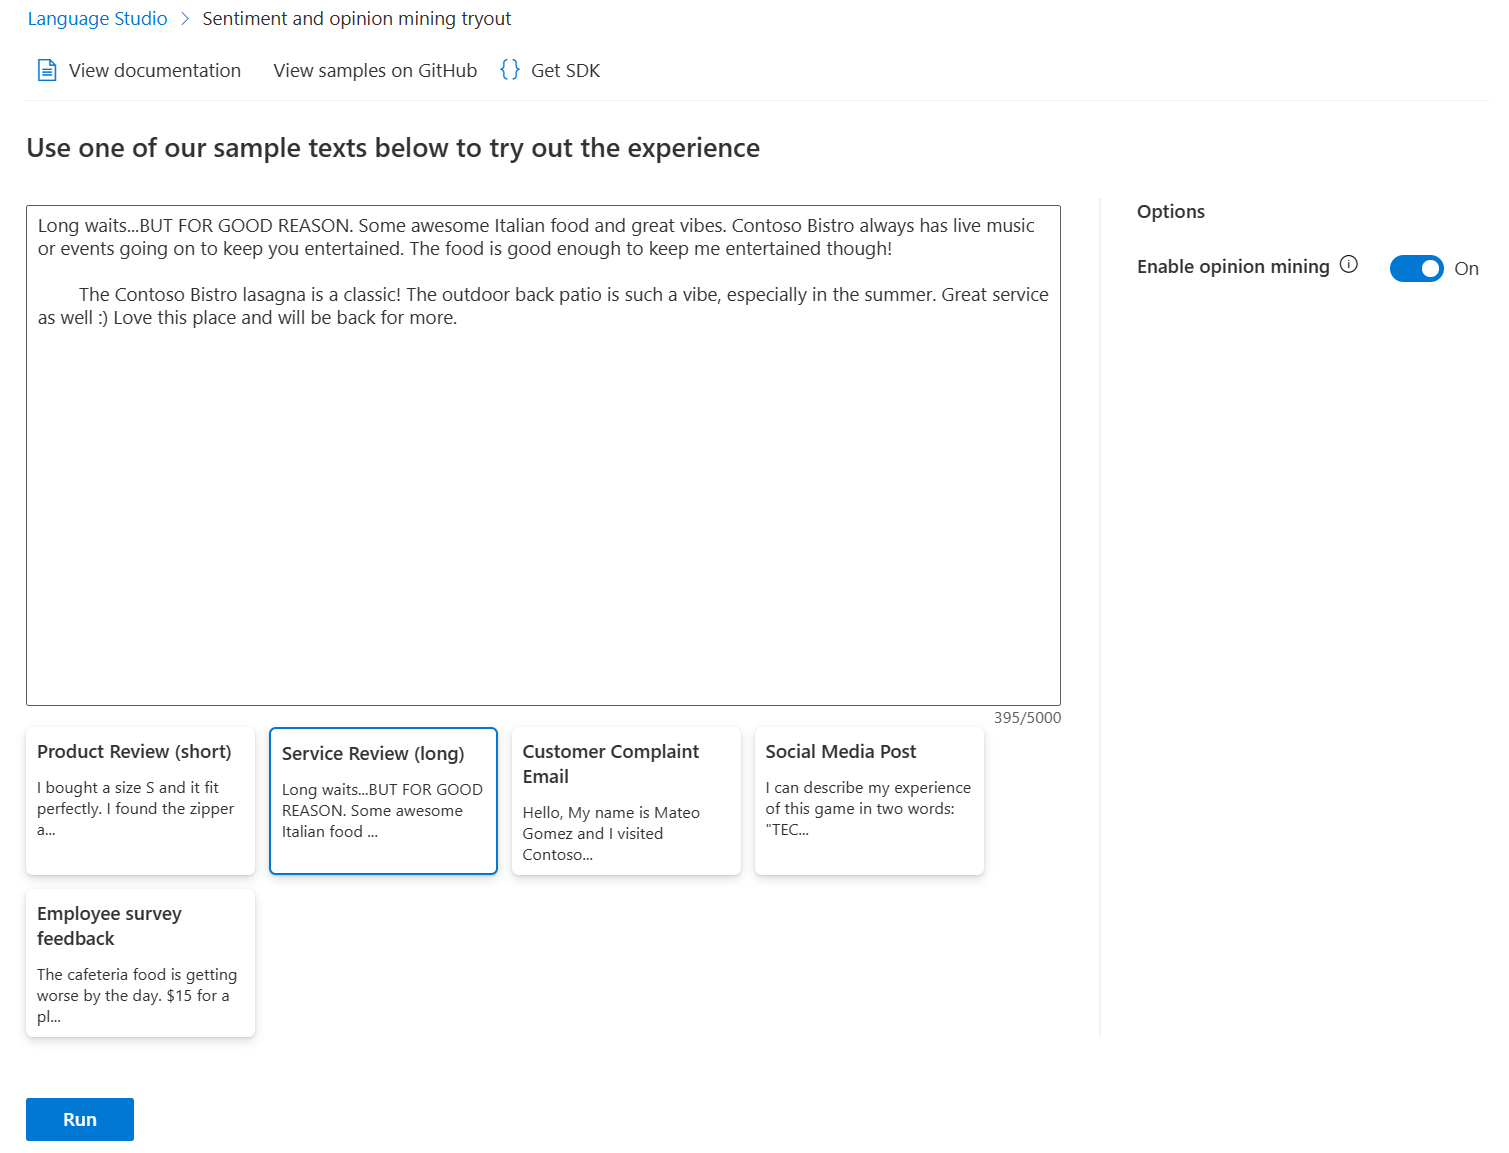 Language Studio > Sentiment and opinion mining tryout
View documentation View samples on GitHub {} Get SDK
Use one of our sample texts below to try out the experience
Long waits...BUT FOR GOOD REASON. Some awesome Italian food and great vibes. Contoso Bistro always has live music
or events going on to keep you entertained. The food is good enough to keep me entertained though!
The Contoso Bistro lasagna is a classic! The outdoor back patio is such a vibe, especially in the summer. Great service
as well :) Love this place and will be back for more.
395/5000
Options
Enable opinion mining On
Product Review (short)
I bought a size S and it fit
perfectly. I found the zipper
a...
Service Review (long)
Long waits...BUT FOR GOOD
REASON. Some awesome
Italian food ...
Customer Complaint
Email
Hello, My name is Mateo
Gomez and I visited
Contoso...
Social Media Post
I can describe my experience
of this game in two words:
"TEC...
Employee survey
feedback
The cafeteria food is getting
worse by the day. $15 for a
pl...
Run